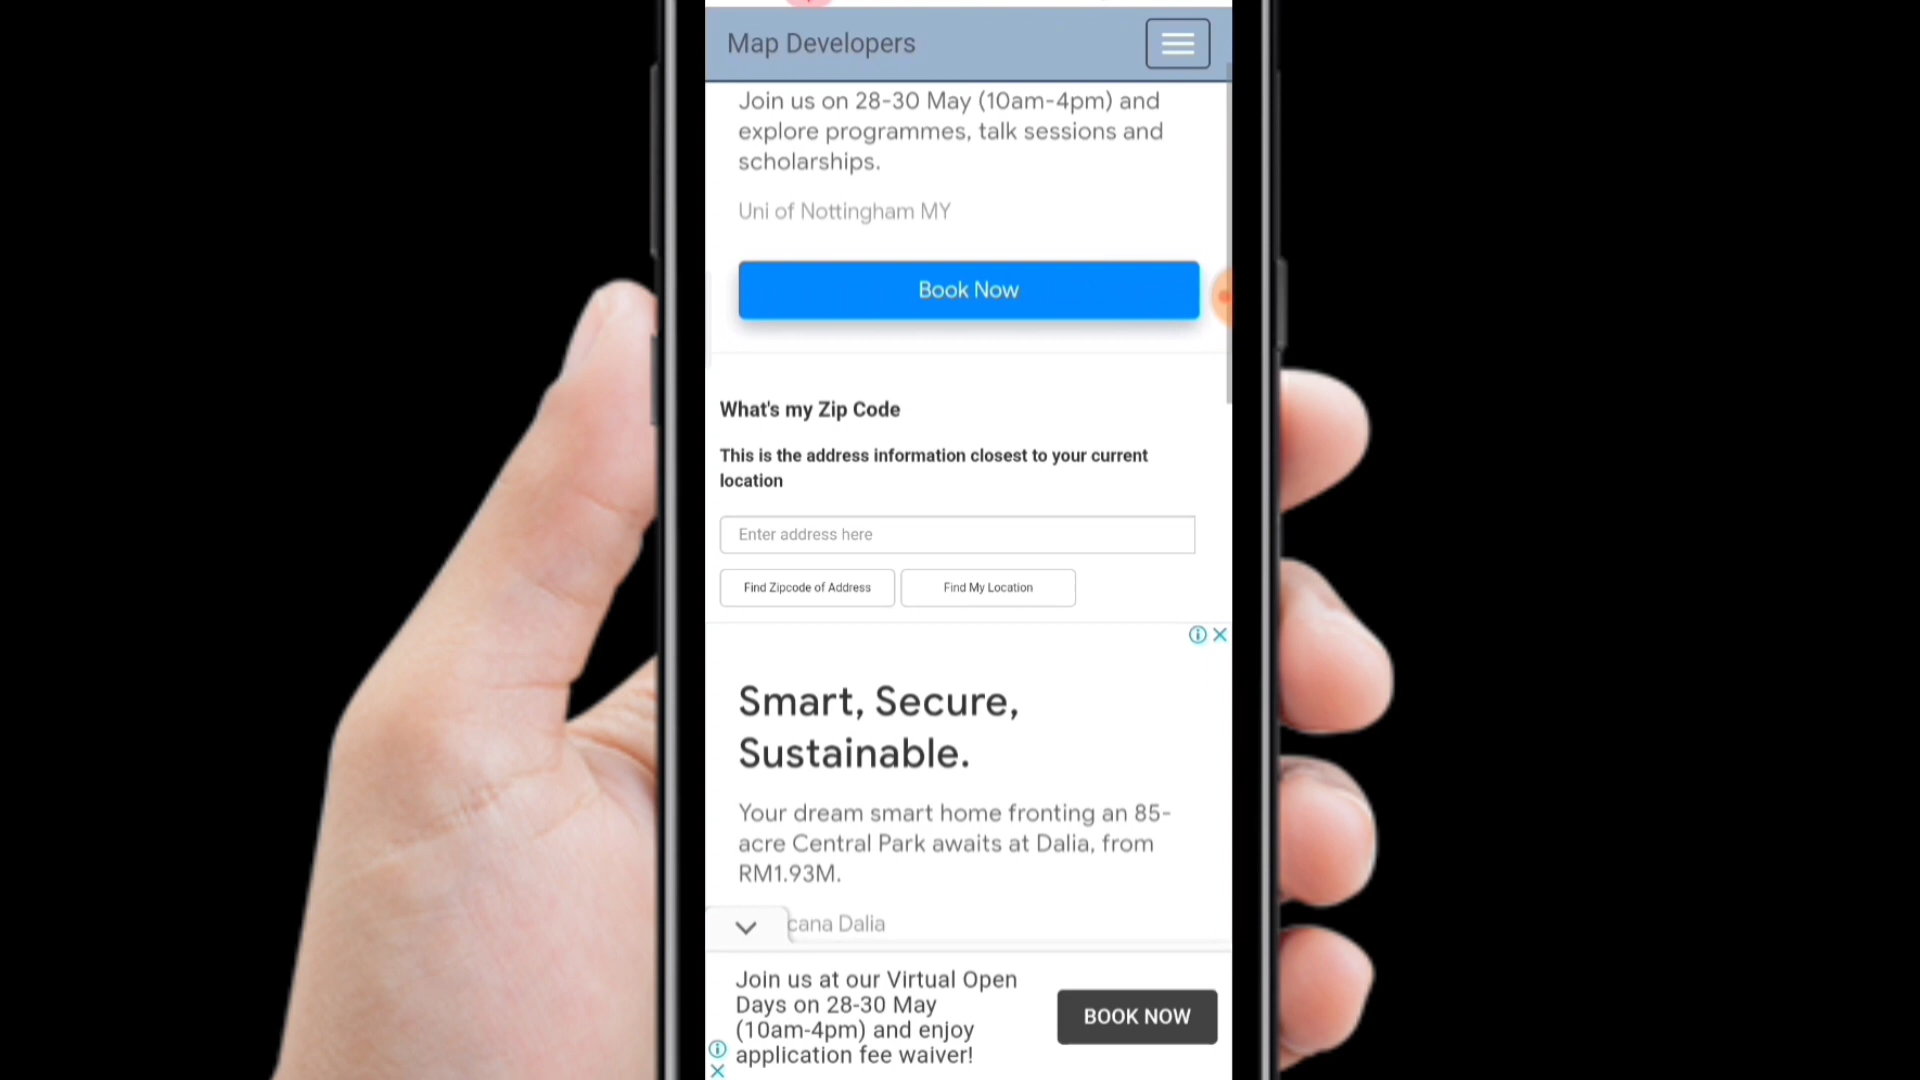 Map Developers
Join us on 28-30 May (10am-4pm) and
explore programmes, talk sessions and
scholarships.
Uni of Nottingham MY
Book Now
What's my Zip Code
This is the address information closest to your current
location
Enter address here
Find Zipcode of Address
Find My Location
Smart, Secure,
Sustainable.
Your dream smart home fronting an 85-
acre Central Park awaits at Dalia, from
RM1.93M.
cana Dalia
Join us at our Virtual Open
Days on 28-30 May
(10am-4pm) and enjoy
application fee waiver!
BOOK NOW